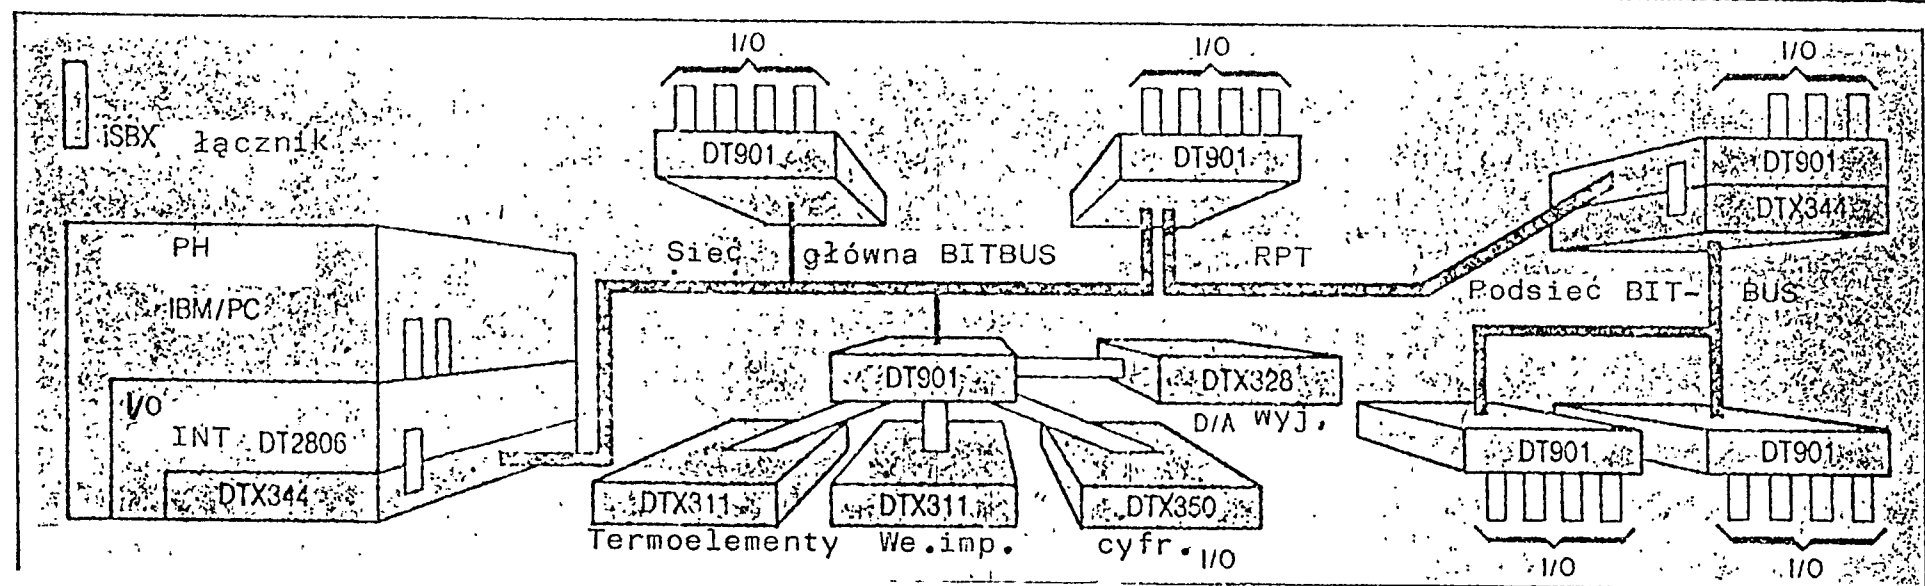 I/O
I/O
I/O
iSBX łącznik
DT901
DT901
DT901
DTX344
PH
Sieć główna BITBUS
RPT
IBM/PC
Podsieć BIT- BUS
DT901
DTX328
I/O
D/A wyj.
INT DT2806
DT901
DT901
DTX344
DTX311
DTX311
DTX350
Termoelementy We.imp. cyfr. I/O
I/O
I/O